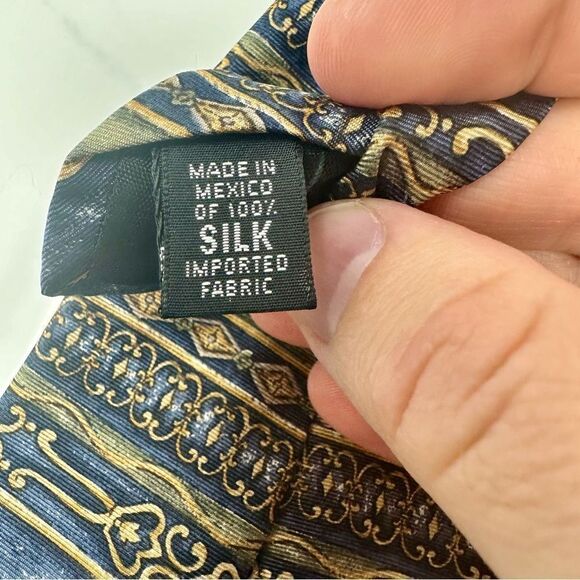 MADE IN
MEXICO
OF 100%
SILK
IMPORTED
FABRIC